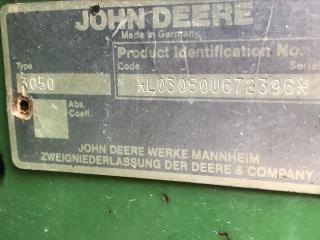 JOHN DEERE
Made in Germany
Product Identification No.
Type Code Serial
3050 *L03050U672396*
Abs.
Coeff.
JOHN DEERE WERKE MANNHEIM
ZWEIGNIEDERLASSUNG DER DEERE & COMPANY